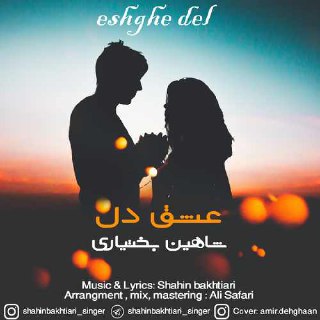 eshghe del
عشق دل
شاهین بختیاری
Music & Lyrics: Shahin bakhtiari
Arrangment , mix, mastering : Ali Safari
shahinbakhtiari_singer shahinbakhtiari_singer Cover: amir.dehghaan